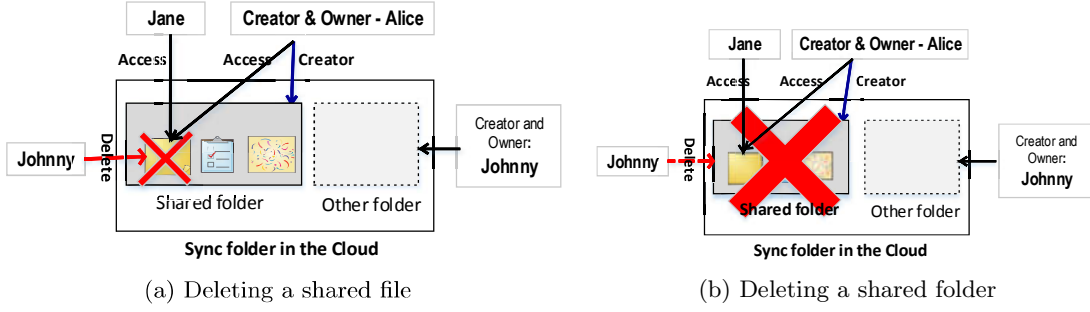 Jane
Creator & Owner - Alice
Access
Access
Creator
Delete
Johnny
Creator and
Owner:
Johnny
Shared folder
Other folder
Sync folder in the Cloud
(a) Deleting a shared file
Jane
Creator & Owner - Alice
Access
Access
Creator
Delete
Johnny
Creator and
Owner:
Johnny
Shared folder
Other folder
Sync folder in the Cloud
(b) Deleting a shared folder